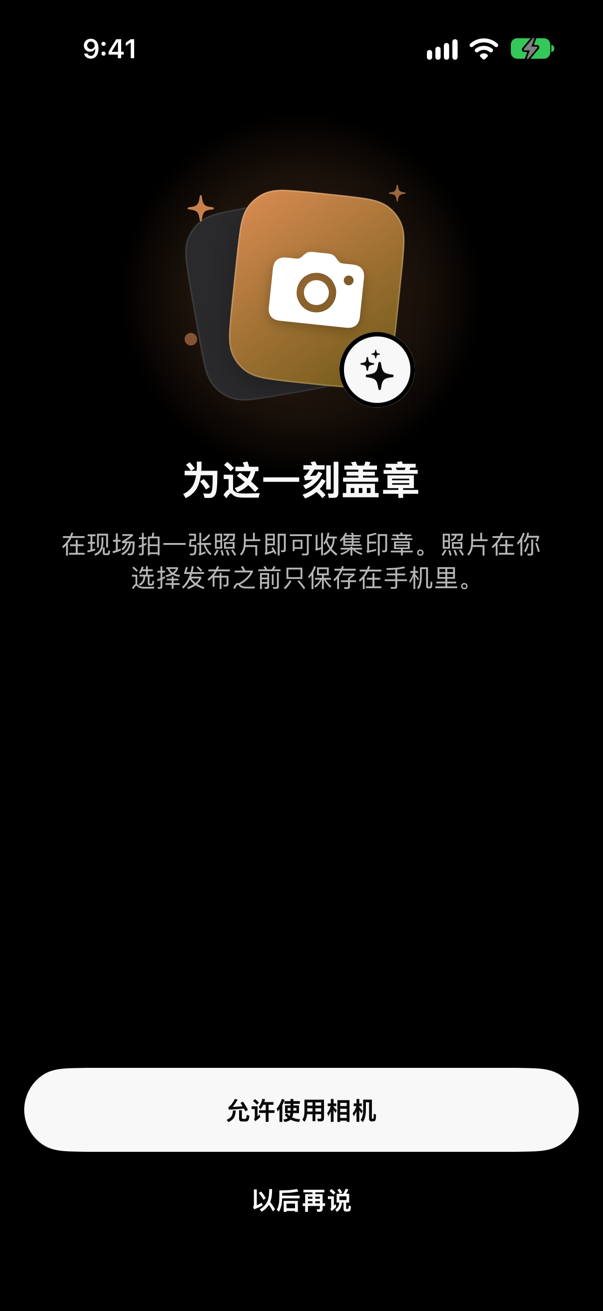 9:41
为这一刻盖章
在现场拍一张照片即可收集印章。照片在你
选择发布之前只保存在手机里。
允许使用相机
以后再说